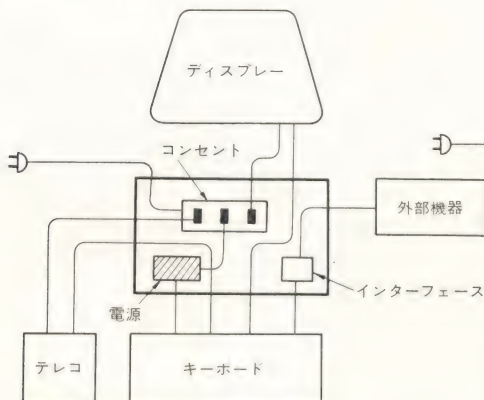 ディスプレー
コンセント
外部機器
インターフェース
電源
テレコ
キーボード